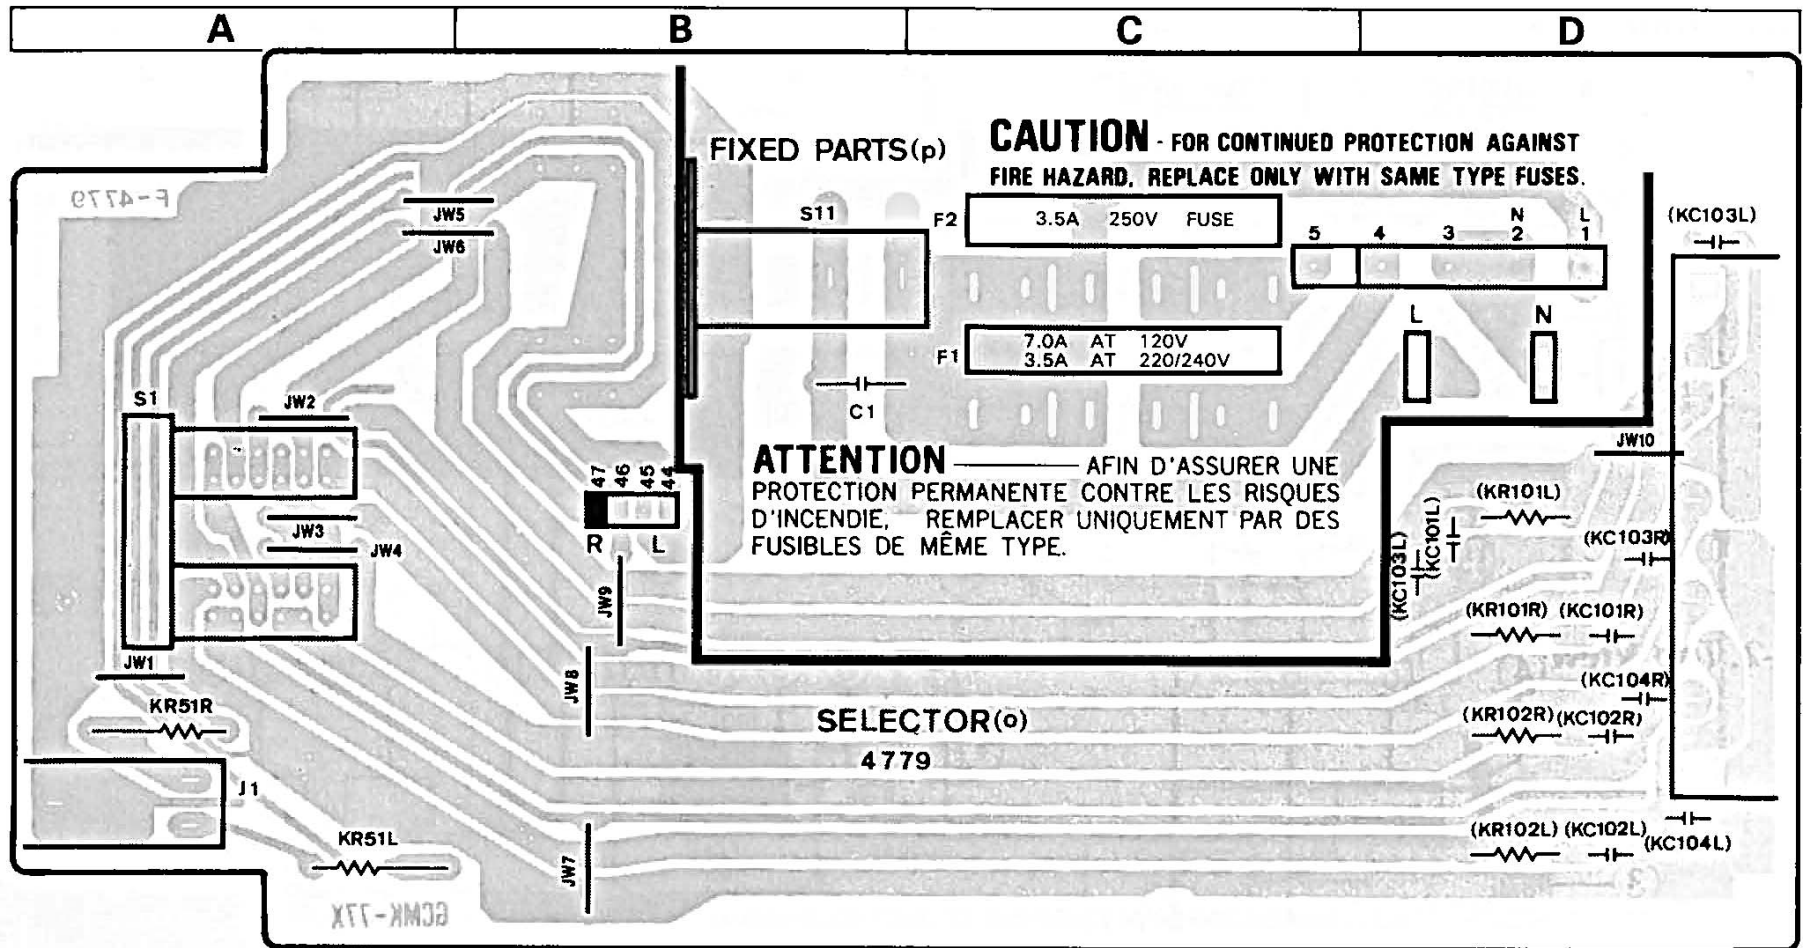 A B C D
FIXED PARTS(p)
CAUTION - FOR CONTINUED PROTECTION AGAINST
FIRE HAZARD, REPLACE ONLY WITH SAME TYPE FUSES.
F-4779
JW5
JW6
S11
F2
3.5A 250V FUSE
N L
5 4 3 2 1
(KC103L)
L N
F1
7.0A AT 120V
3.5A AT 220/240V
C1
S1
JW2
JW10
ATTENTION — AFIN D'ASSURER UNE
PROTECTION PERMANENTE CONTRE LES RISQUES
D'INCENDIE, REMPLACER UNIQUEMENT PAR DES
FUSIBLES DE MÊME TYPE.
47 46 45 44
R L
JW3
JW4
(KR101L)
(KC101L)
(KC103L)
(KC103R)
JW9
(KR101R) (KC101R)
JW1
JW8
(KC104R)
KR51R
SELECTOR(o)
4779
(KR102R) (KC102R)
J1
KR51L
JW7
(KR102L) (KC102L)
(KC104L)
GCMK-77X